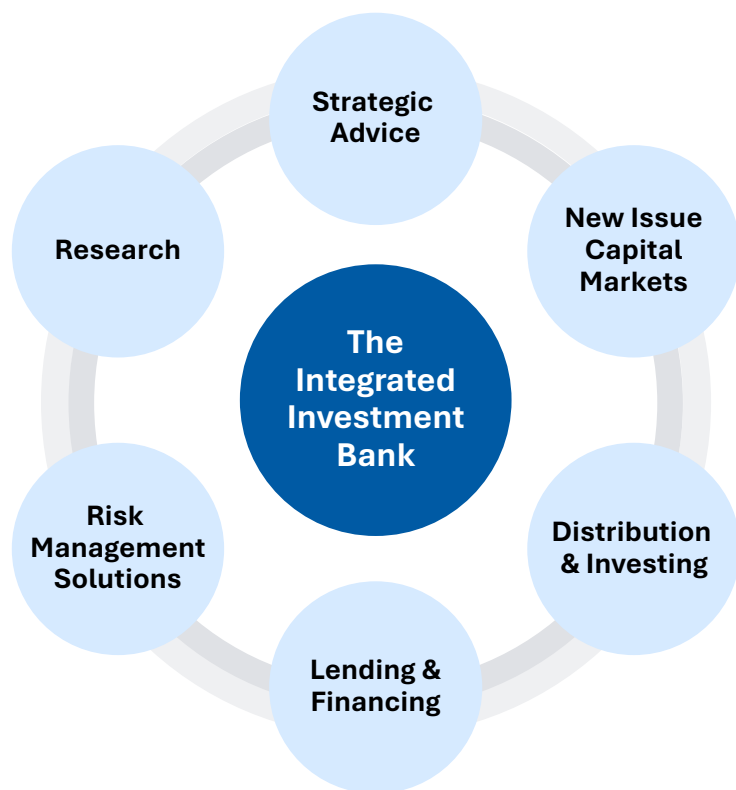 Strategic
Advice
New Issue
Capital
Markets
Research
The
Integrated
Investment
Bank
Risk
Management
Solutions
Distribution
& Investing
Lending &
Financing